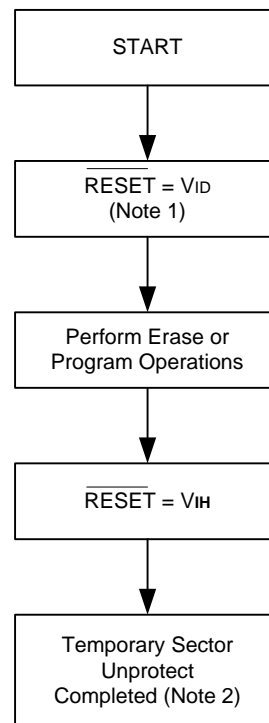 START
RESET = VID
(Note 1)
Perform Erase or
Program Operations
RESET = VIH
Temporary Sector
Unprotect
Completed (Note 2)